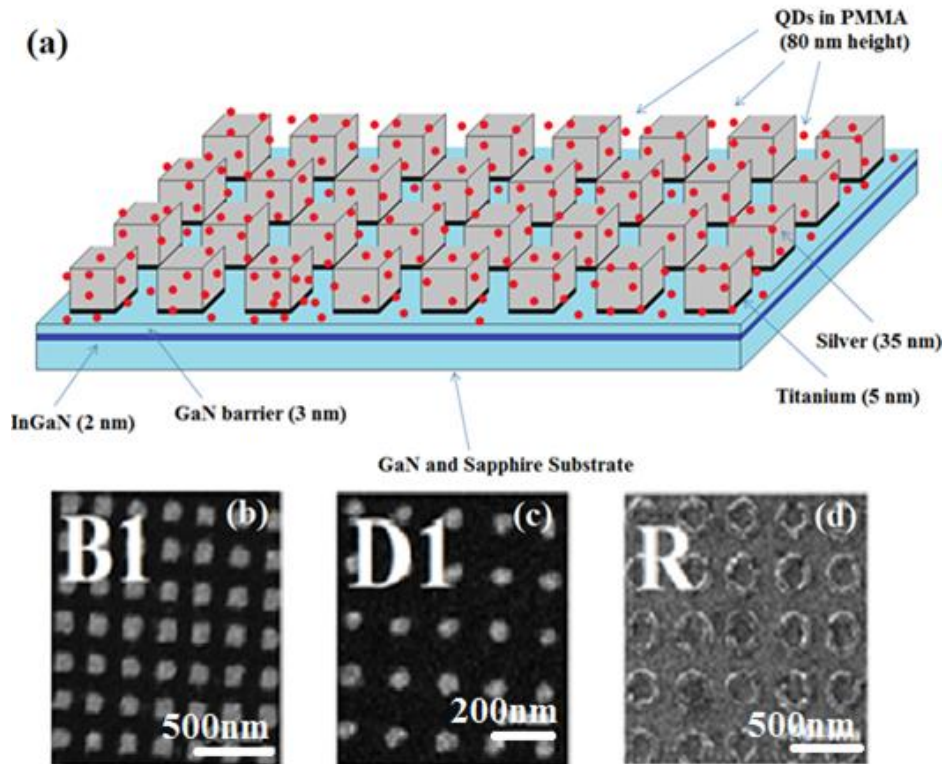 (a)
QDs in PMMA
(80 nm height)
Silver (35 nm)
Titanium (5 nm)
InGaN (2 nm)
GaN barrier (3 nm)
GaN and Sapphire Substrate
B1
(b)
500nm
D1
(c)
200nm
R
(d)
500nm